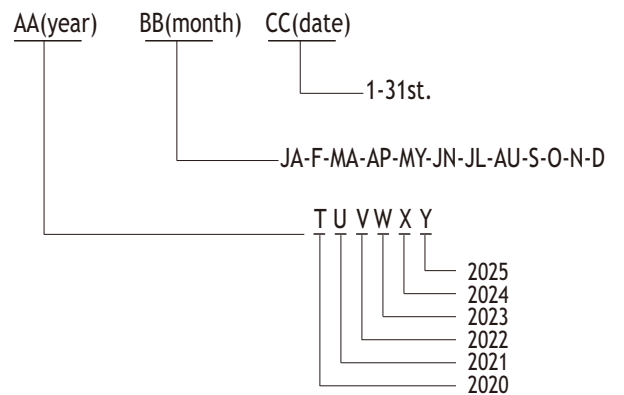 AA(year) BB(month) CC(date)
1-31st.
JA-F-MA-AP-MY-JN-JL-AU-S-O-N-D
T U V W X Y
2025
2024
2023
2022
2021
2020